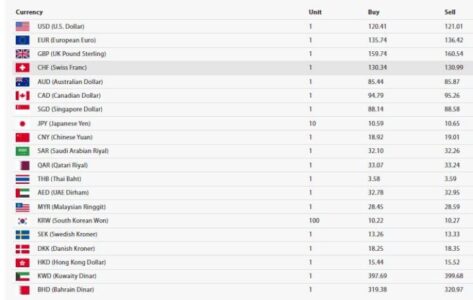 Currency Unit Buy Sell
USD (U.S. Dollar) 1 120.41 121.01
EUR (European Euro) 1 135.74 136.42
GBP (UK Pound Sterling) 1 159.74 160.54
CHF (Swiss Franc) 1 130.34 130.99
AUD (Australian Dollar) 1 85.44 85.87
CAD (Canadian Dollar) 1 94.79 95.26
SGD (Singapore Dollar) 1 88.14 88.58
JPY (Japanese Yen) 10 10.59 10.65
CNY (Chinese Yuan) 1 18.92 19.01
SAR (Saudi Arabian Riyal) 1 32.10 32.26
QAR (Qatari Riyal) 1 33.07 33.24
THB (Thai Baht) 1 3.58 3.59
AED (UAE Dirham) 1 32.78 32.95
MYR (Malaysian Ringgit) 1 28.45 28.59
KRW (South Korean Won) 100 10.22 10.27
SEK (Swedish Kroner) 1 13.26 13.33
DKK (Danish Kroner) 1 18.25 18.35
HKD (Hong Kong Dollar) 1 15.44 15.52
KWD (Kuwaity Dinar) 1 397.69 399.68
BHD (Bahrain Dinar) 1 319.38 320.97